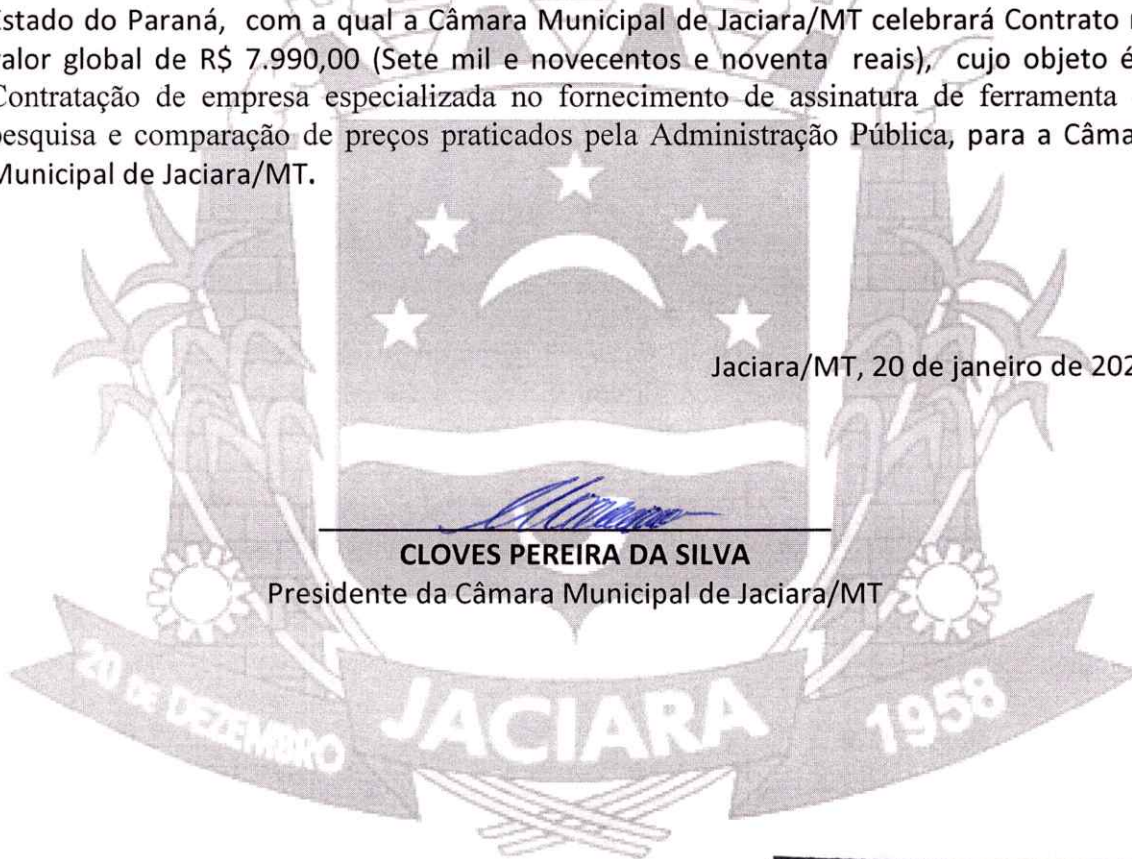 Estado do Paraná, com a qual a Câmara Municipal de Jaciara/MT celebrará Contrato
valor global de R$ 7.990,00 (Sete mil e novecentos e noventa reais), cujo objeto é
Contratação de empresa especializada no fornecimento de assinatura de ferramenta
pesquisa e comparação de preços praticados pela Administração Pública, para a Câma
Municipal de Jaciara/MT.
Jaciara/MT, 20 de janeiro de 202
CLOVES PEREIRA DA SILVA
Presidente da Câmara Municipal de Jaciara/MT
20 DE DEZEMBRO
JACIARA
1958